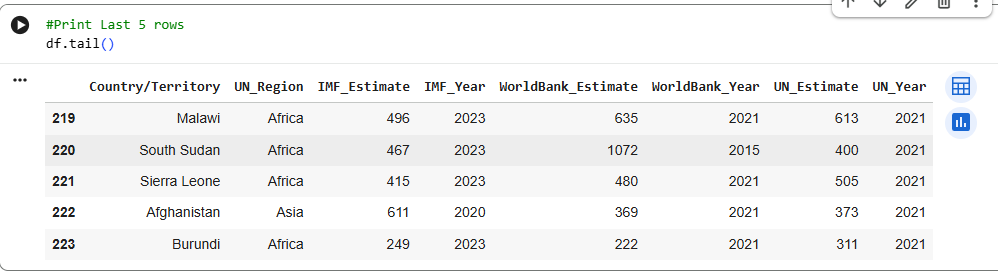 #Print Last 5 rows
df.tail()
Country/Territory UN_Region IMF_Estimate IMF_Year WorldBank_Estimate WorldBank_Year UN_Estimate UN_Year
219 Malawi Africa 496 2023 635 2021 613 2021
220 South Sudan Africa 467 2023 1072 2015 400 2021
221 Sierra Leone Africa 415 2023 480 2021 505 2021
222 Afghanistan Asia 611 2020 369 2021 373 2021
223 Burundi Africa 249 2023 222 2021 311 2021